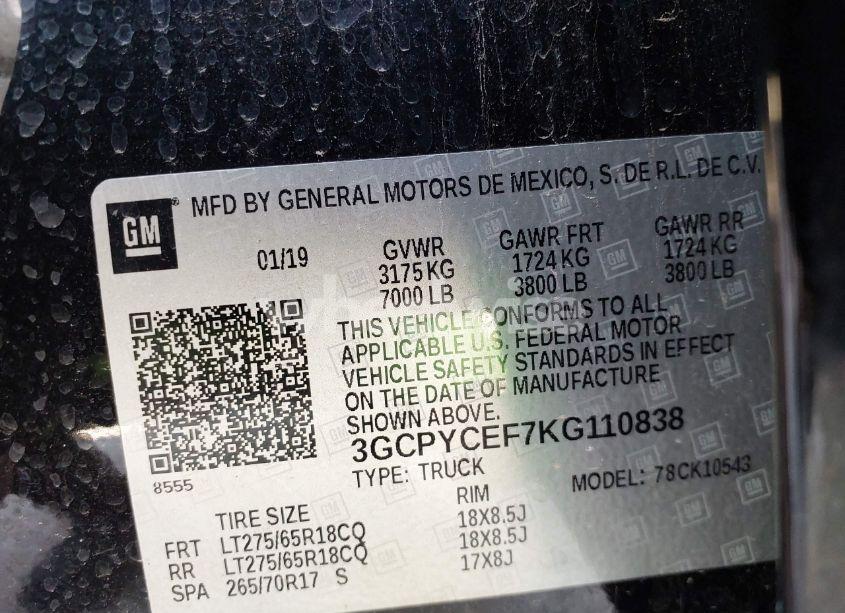 GM ® MFD BY GENERAL MOTORS DE MEXICO, S. DE R.L. DE C.V.
01/19 GVWR GAWR FRT GAWR RR
3175 KG 1724 KG 1724 KG
7000 LB 3800 LB 3800 LB
THIS VEHICLE CONFORMS TO ALL
APPLICABLE U.S. FEDERAL MOTOR
VEHICLE SAFETY STANDARDS IN EFFECT
ON THE DATE OF MANUFACTURE
SHOWN ABOVE.
3GCPYCEF7KG110838
8555 TYPE: TRUCK MODEL: 78CK10543
TIRE SIZE RIM
FRT LT275/65R18CQ 18X8.5J
RR LT275/65R18CQ 18X8.5J
SPA 265/70R17 S 17X8J